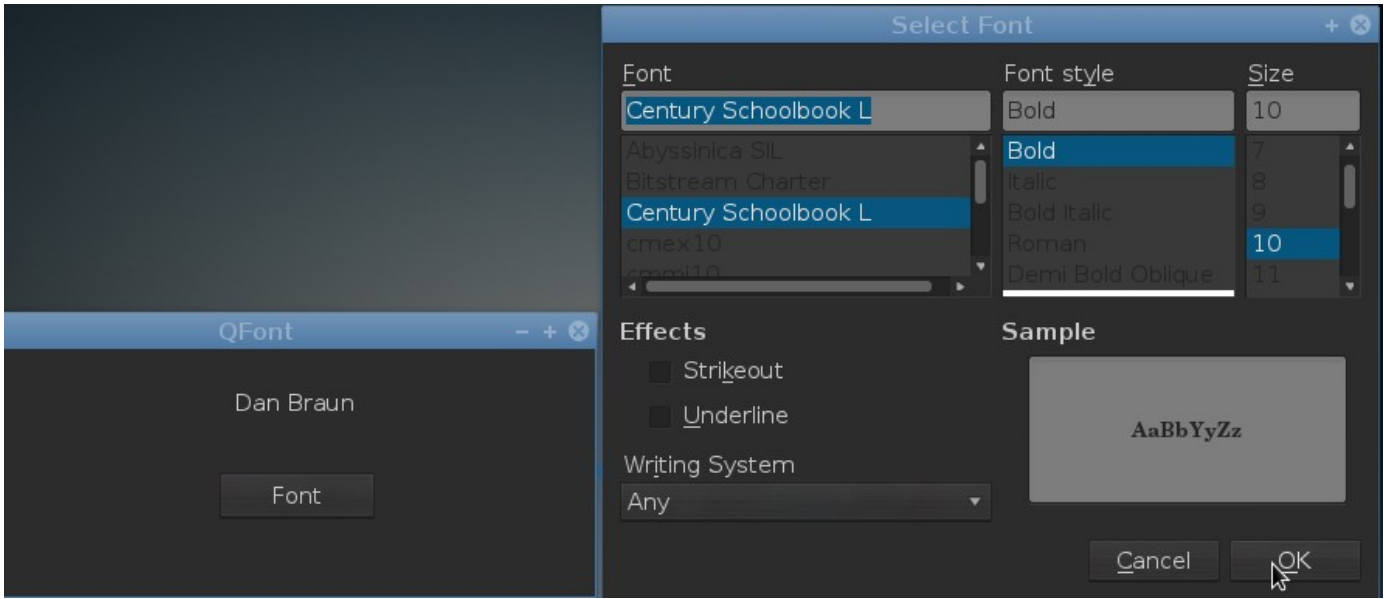 Select Font
Font
Font style
Size
Century Schoolbook L
Bold
10
Abyssinica SIL
Bitstream Charter
Century Schoolbook L
cmex10
cmmi10
Bold
Italic
Bold Italic
Roman
Demi Bold Oblique
7
8
9
10
11
QFont
Dan Braun
Font
Effects
Strikeout
Underline
Writing System
Any
Sample
AaBbYyZz
Cancel
OK